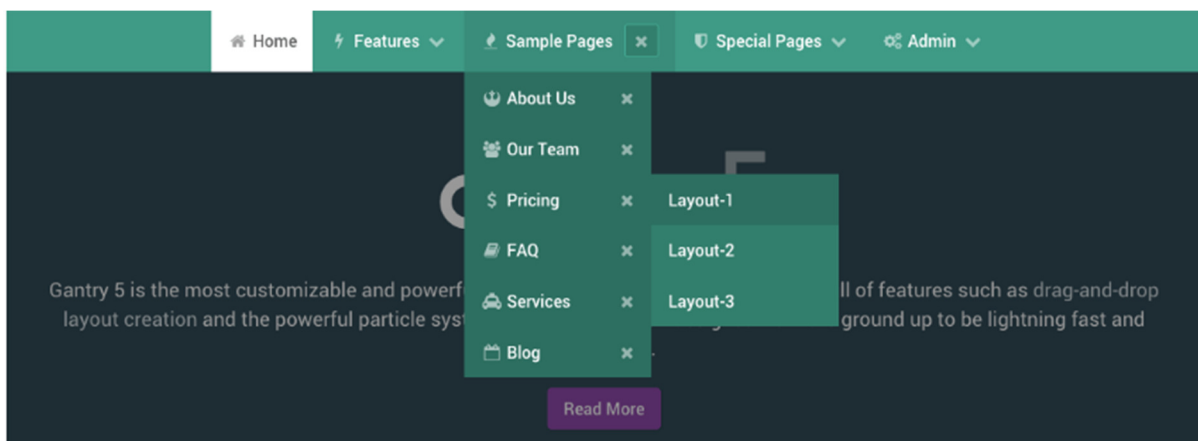 Home Features Sample Pages Special Pages Admin
About Us
Our Team
Pricing
FAQ
Services
Blog
Layout-1
Layout-2
Layout-3
Gantry 5 is the most customizable and powerf ll of features such as drag-and-drop
layout creation and the powerful particle syst ground up to be lightning fast and
Read More